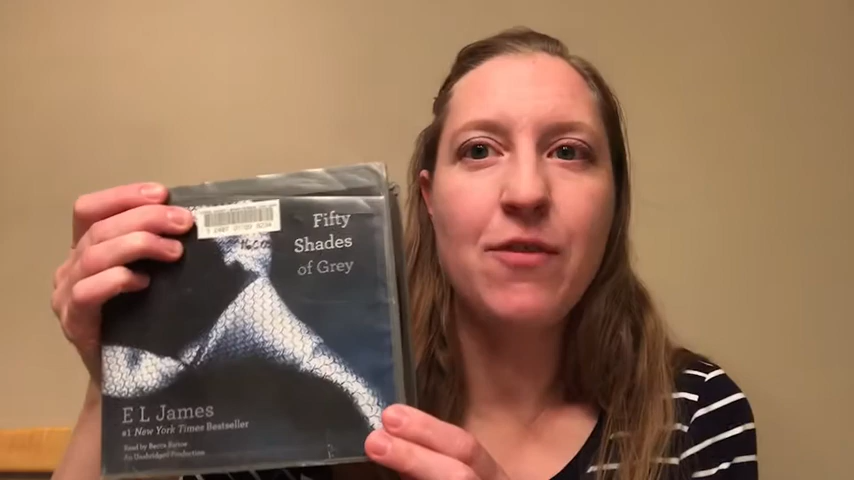 Fifty
Shades
of Grey
E L James
#1 New York Times Bestseller
Read by Becca Battoe
An Unabridged Production